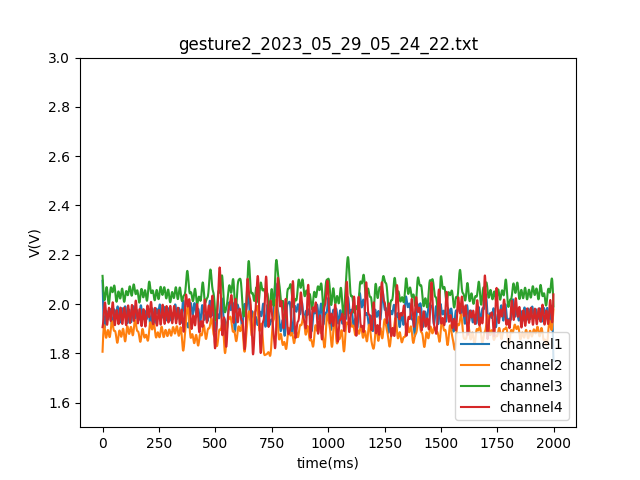 gesture2_2023_05_29_05_24_22.txt
3.0
2.8
2.6
2.4
2.2
2.0
1.8
1.6
V(V)
channel1
channel2
channel3
channel4
0 250 500 750 1000 1250 1500 1750 2000
time(ms)